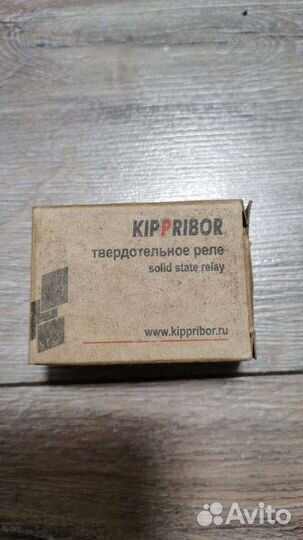 KIPPRIBOR
твердотельное реле
solid state relay
www.kippribor.ru
Avito